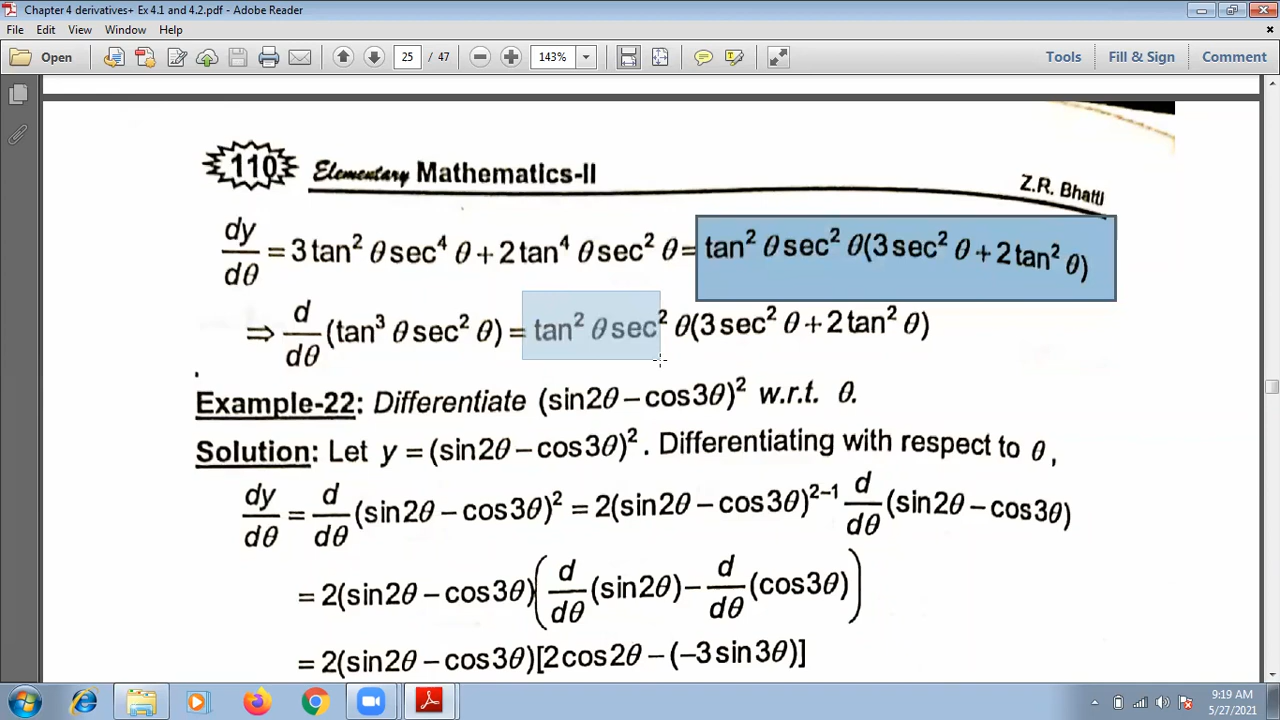 Chapter 4 derivatives+ Ex 4.1 and 4.2.pdf - Adobe Reader
File Edit View Window Help
Open 25 / 47 143% Tools Fill & Sign Comment
110 Elementary Mathematics-II Z.R. Bhatti
dy/dθ = 3 tan² θ sec⁴ θ + 2 tan⁴ θ sec² θ = tan² θ sec² θ(3 sec² θ + 2 tan² θ)
⇒ d/dθ (tan³ θ sec² θ) = tan² θ sec² θ(3 sec² θ + 2 tan² θ)
Example-22: Differentiate (sin2θ − cos3θ)² w.r.t. θ.
Solution: Let y = (sin2θ − cos3θ)². Differentiating with respect to θ,
dy/dθ = d/dθ (sin2θ − cos3θ)² = 2(sin2θ − cos3θ)²⁻¹ d/dθ (sin2θ − cos3θ)
= 2(sin2θ − cos3θ)(d/dθ (sin2θ) − d/dθ (cos3θ))
= 2(sin2θ − cos3θ)[2cos2θ − (−3sin3θ)]
9:19 AM
5/27/2021